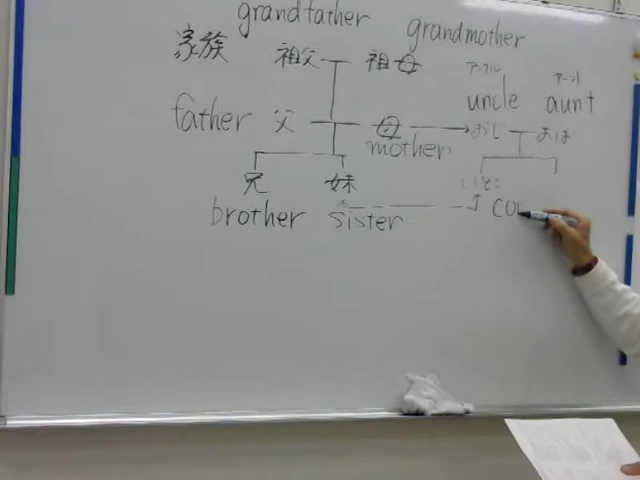 grandfather grandmother
家族 祖父 祖母
アンクル アーント
uncle aunt
father 父 母 おじ おば
mother
兄 妹 いとこ
brother sister cou